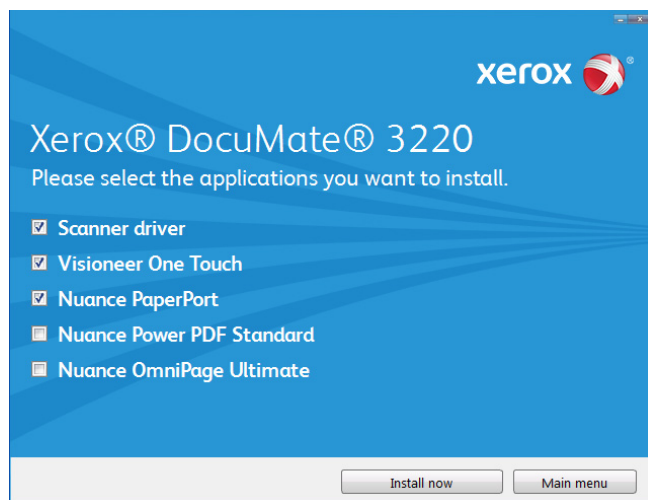 xerox
Xerox® DocuMate® 3220
Please select the applications you want to install.
Scanner driver
Visioneer One Touch
Nuance PaperPort
Nuance Power PDF Standard
Nuance OmniPage Ultimate
Install now Main menu